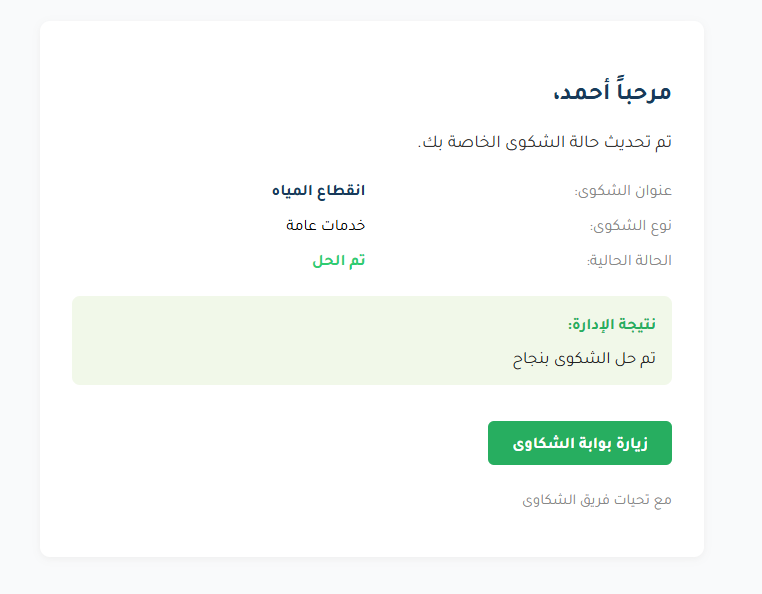 مرحباً أحمد،
تم تحديث حالة الشكوى الخاصة بك.
عنوان الشكوى: انقطاع المياه
نوع الشكوى: خدمات عامة
الحالة الحالية: تم الحل
نتيجة الإدارة:
تم حل الشكوى بنجاح
زيارة بوابة الشكاوى
مع تحيات فريق الشكاوى